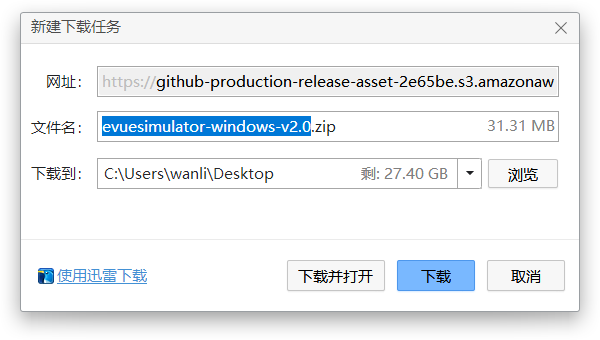 新建下载任务
网址： https://github-production-release-asset-2e65be.s3.amazonaw
文件名： evuesimulator-windows-v2.0.zip 31.31 MB
下载到： C:\Users\wanli\Desktop 剩: 27.40 GB 浏览
使用迅雷下载 下载并打开 下载 取消